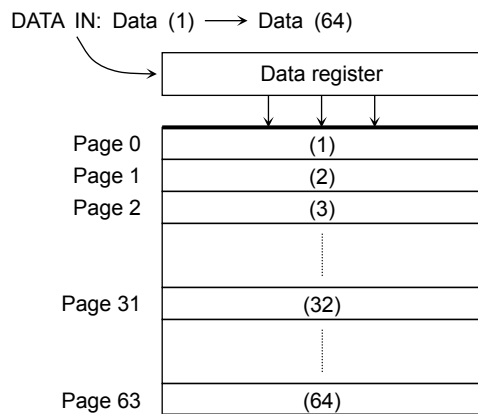 DATA IN: Data (1) ⟶ Data (64)
Data register
Page 0 (1)
Page 1 (2)
Page 2 (3)
Page 31 (32)
Page 63 (64)